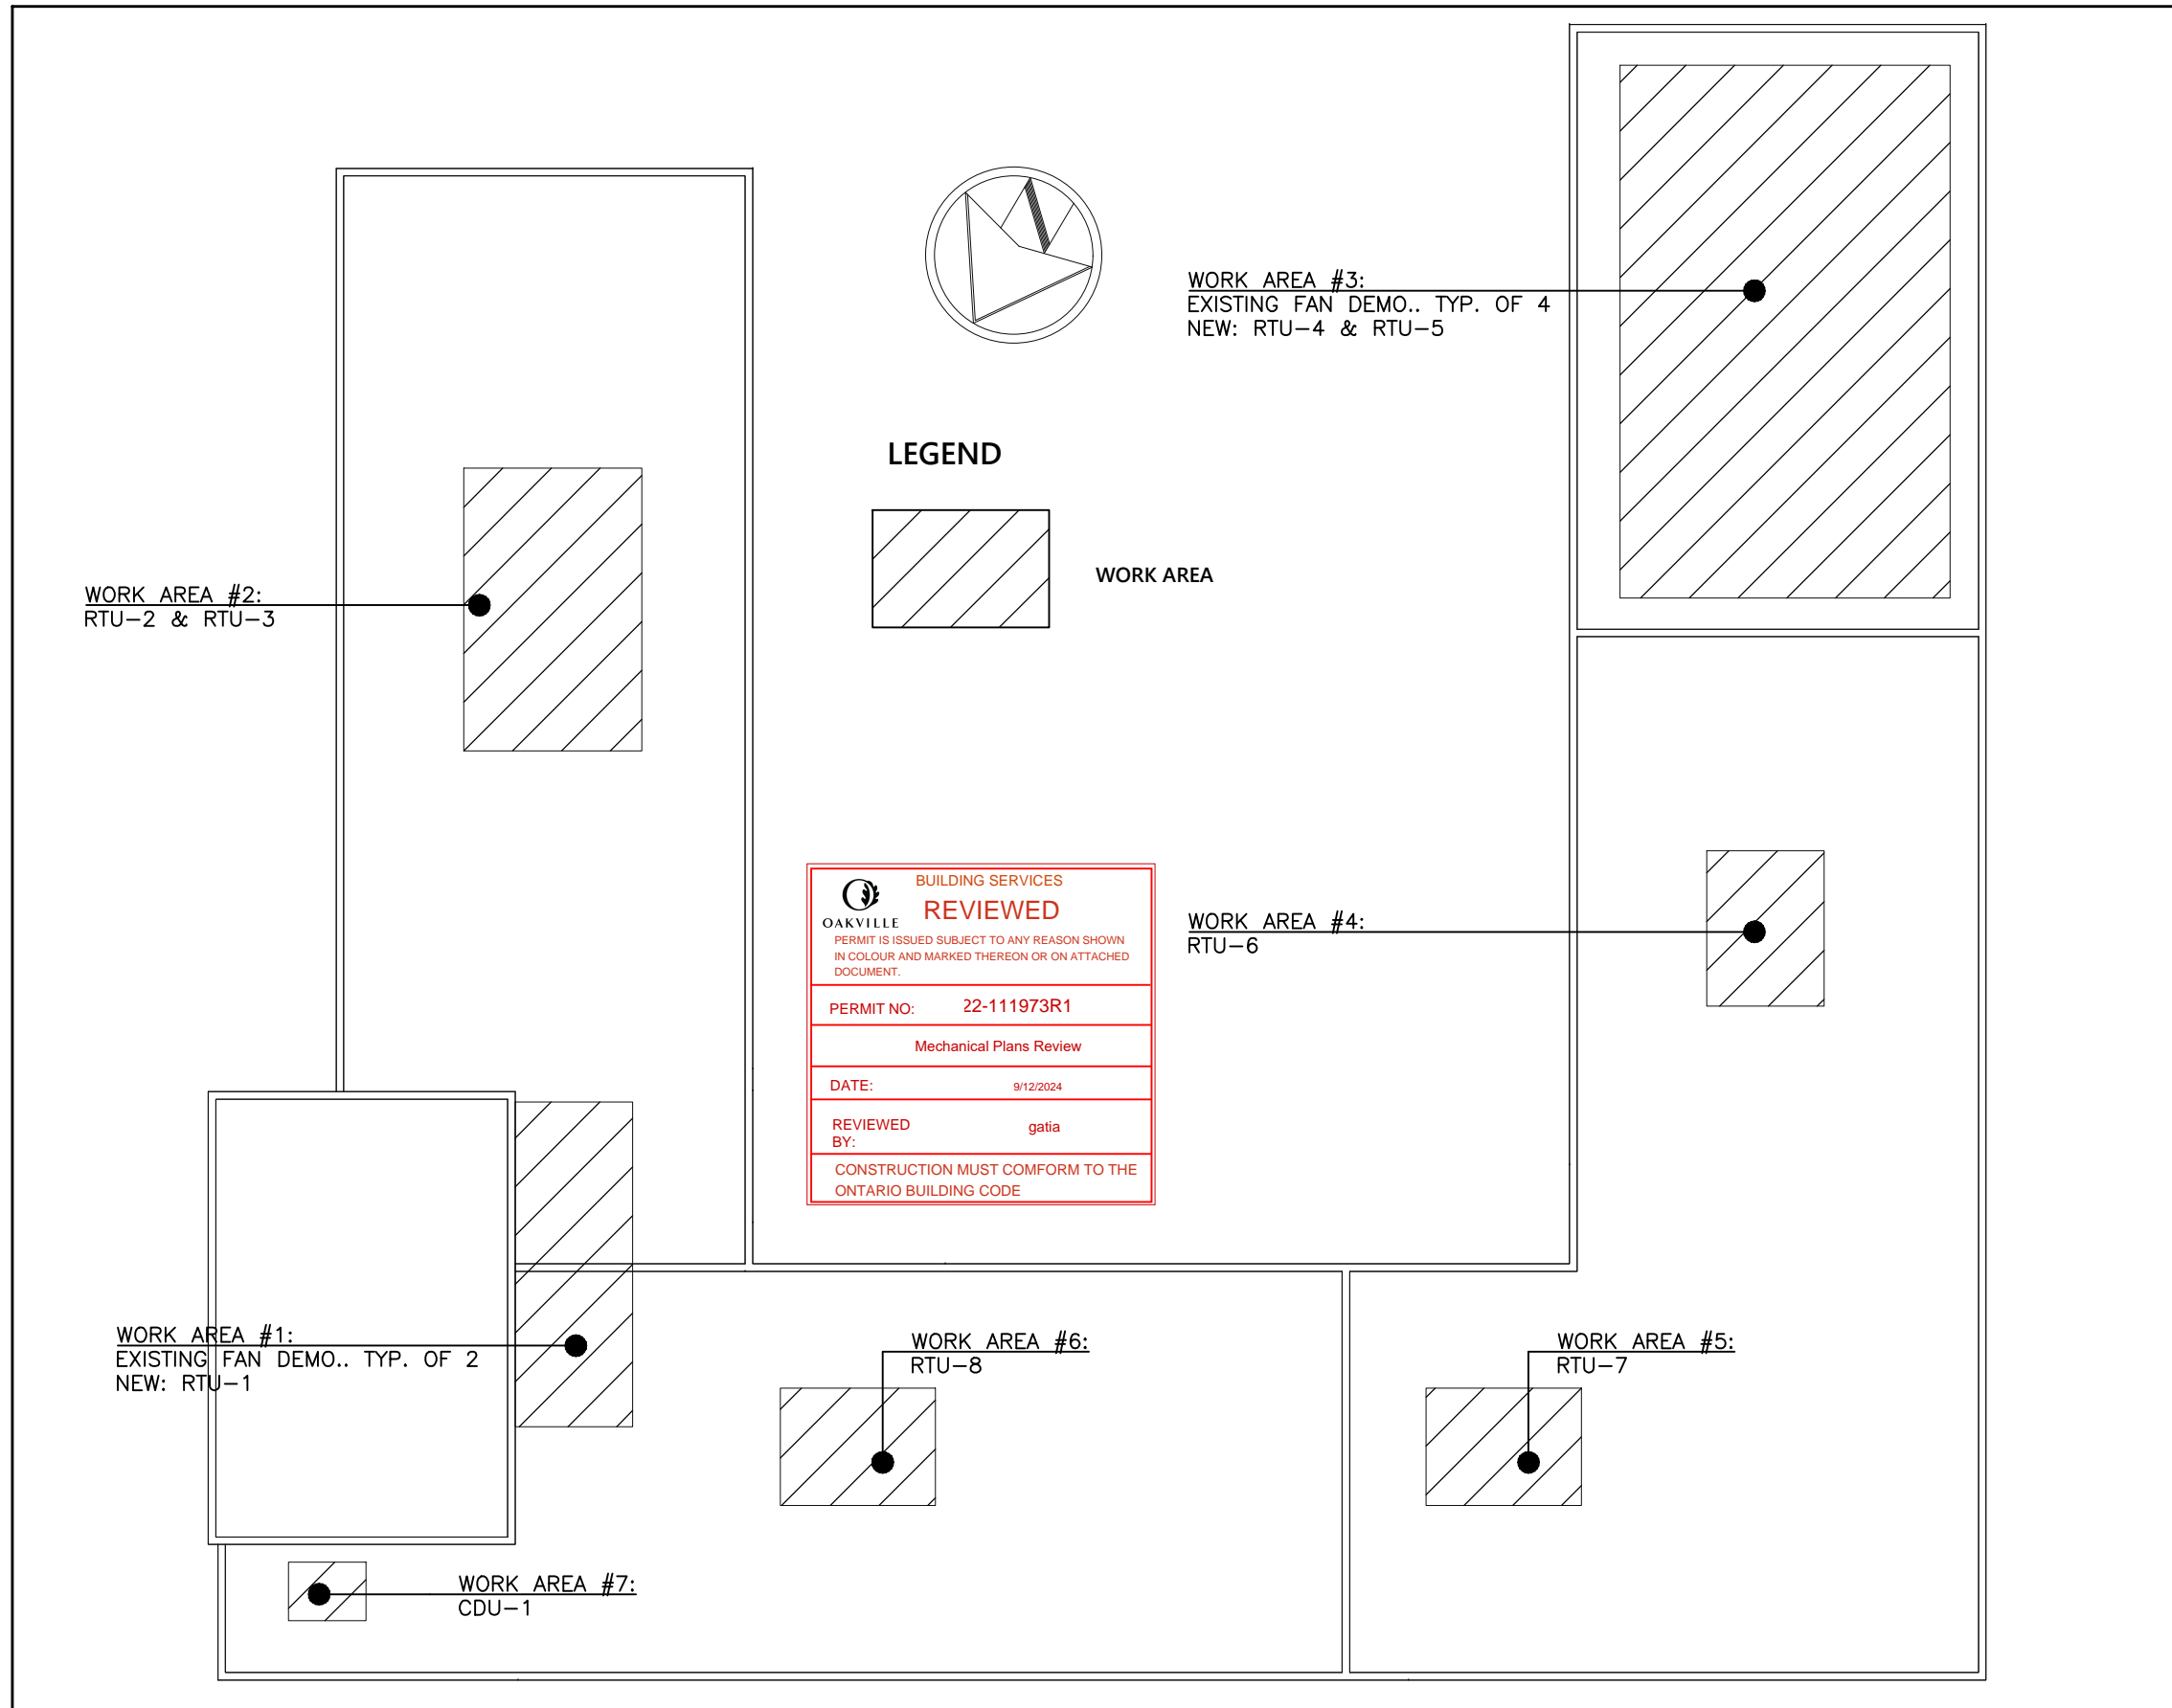 WORK AREA #3:
EXISTING FAN DEMO.. TYP. OF 4
NEW: RTU-4 & RTU-5
LEGEND
WORK AREA
WORK AREA #2:
RTU-2 & RTU-3
BUILDING SERVICES
REVIEWED
OAKVILLE
PERMIT IS ISSUED SUBJECT TO ANY REASON SHOWN
IN COLOUR AND MARKED THEREON OR ON ATTACHED
DOCUMENT.
PERMIT NO: 22-111973R1
Mechanical Plans Review
DATE: 9/12/2024
REVIEWED
BY: gatia
CONSTRUCTION MUST COMFORM TO THE
ONTARIO BUILDING CODE
WORK AREA #4:
RTU-6
WORK AREA #1:
EXISTING FAN DEMO.. TYP. OF 2
NEW: RTU-1
WORK AREA #6:
RTU-8
WORK AREA #5:
RTU-7
WORK AREA #7:
CDU-1